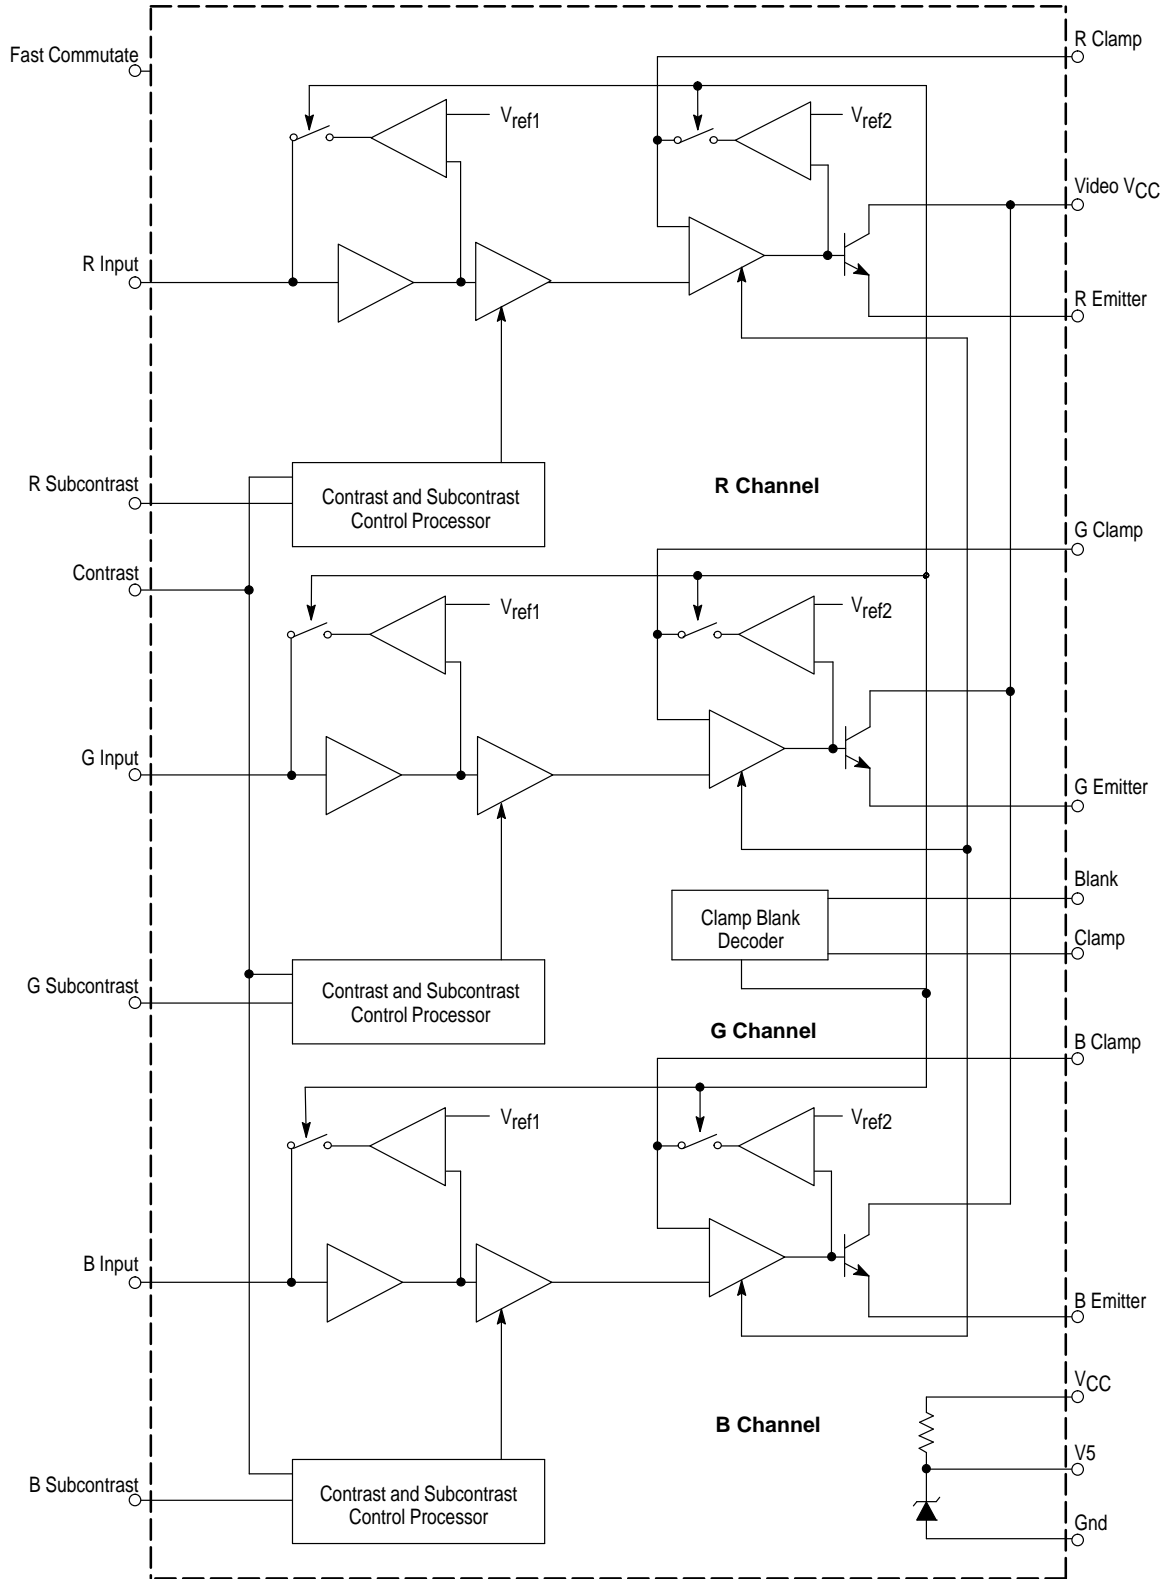 Fast Commutate
R Clamp
Vref1
Vref2
Video VCC
R Input
R Emitter
R Subcontrast
Contrast and Subcontrast
Control Processor
R Channel
G Clamp
Contrast
Vref1
Vref2
G Input
G Emitter
Blank
Clamp Blank
Decoder
Clamp
G Subcontrast
Contrast and Subcontrast
Control Processor
G Channel
B Clamp
Vref1
Vref2
B Input
B Emitter
VCC
B Channel
V5
B Subcontrast
Contrast and Subcontrast
Control Processor
Gnd